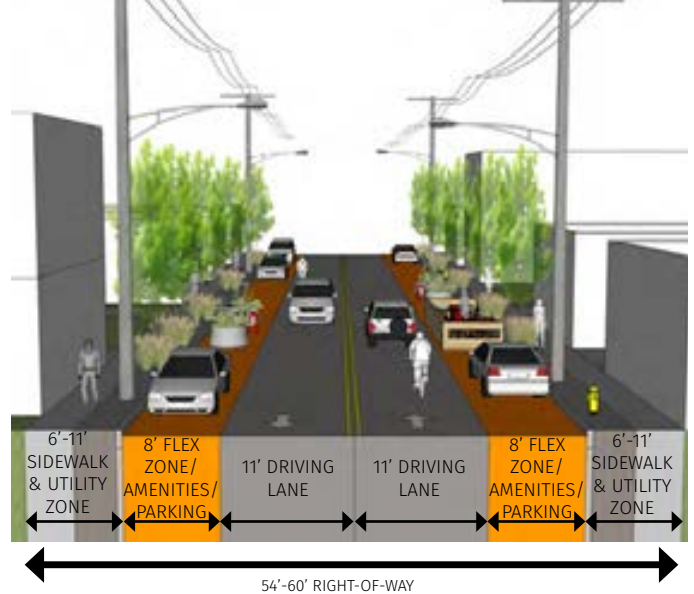 6’-11’
SIDEWALK
& UTILITY
ZONE
8’ FLEX
ZONE/
AMENITIES/
PARKING
11’ DRIVING
LANE
11’ DRIVING
LANE
8’ FLEX
ZONE/
AMENITIES/
PARKING
6’-11’
SIDEWALK
& UTILITY
ZONE
54’-60’ RIGHT-OF-WAY